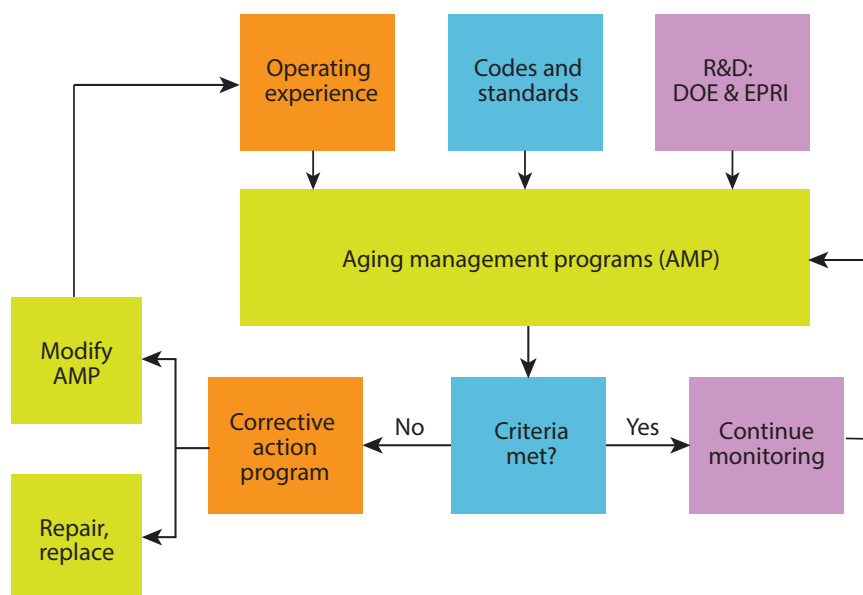 Operating
experience
Codes and
standards
R&D:
DOE & EPRI
Aging management programs (AMP)
Modify
AMP
Corrective
action
program
No
Criteria
met?
Yes
Continue
monitoring
Repair,
replace